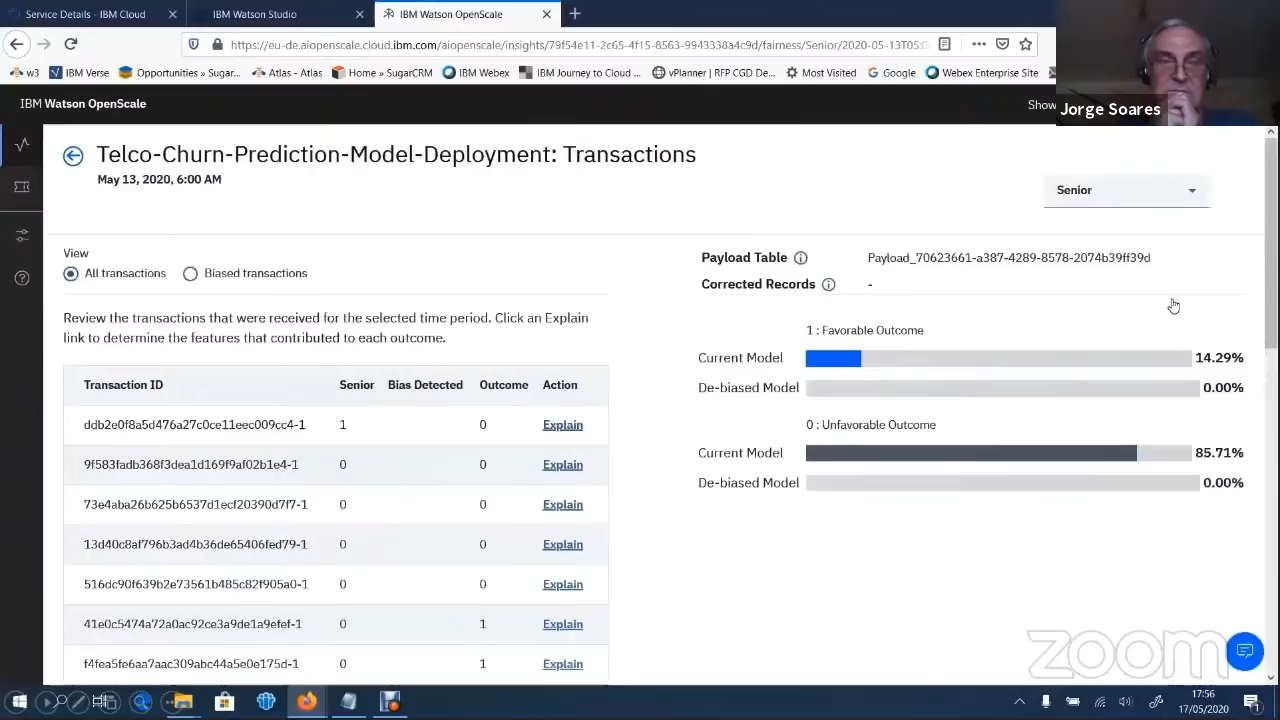 Service Details - IBM Cloud
IBM Watson Studio
IBM Watson OpenScale
https://eu-de.aiopenscale.cloud.ibm.com/aiopenscale/insights/79f54e11-2c65-4f15-8563-9943338a4c9d/fairness/Senior/2020-05-13T05:
w3 IBM Verse Opportunities » Sugar... Atlas - Atlas Home » SugarCRM IBM Webex IBM Journey to Cloud ... vPlanner | RFP CGD De... Most Visited Google Webex Enterprise Site
Jorge Soares
IBM Watson OpenScale
Show
Telco-Churn-Prediction-Model-Deployment: Transactions
May 13, 2020, 6:00 AM
Senior
View
All transactions Biased transactions
Review the transactions that were received for the selected time period. Click an Explain
link to determine the features that contributed to each outcome.
Transaction ID Senior Bias Detected Outcome Action
ddb2e0f8a5d476a27c0ce11eec009cc4-1 1 0 Explain
9f583fadb368f3dea1d169f9af02b1e4-1 0 0 Explain
73e4aba26b625b6537d1ecf20390d7f7-1 0 0 Explain
13d40c8af796b3ad4b36de65406fed79-1 0 0 Explain
516dc90f639b2e73561b485c82f905a0-1 0 0 Explain
41e0c5474a72a0ac92ce3a9de1a9efef-1 0 1 Explain
f4fea5fe6aa7aac309abc44a5e0e175d-1 0 1 Explain
Payload Table Payload_70623661-a387-4289-8578-2074b39ff39d
Corrected Records -
1 : Favorable Outcome
Current Model 14.29%
De-biased Model 0.00%
0 : Unfavorable Outcome
Current Model 85.71%
De-biased Model 0.00%
zoom
17:56
17/05/2020